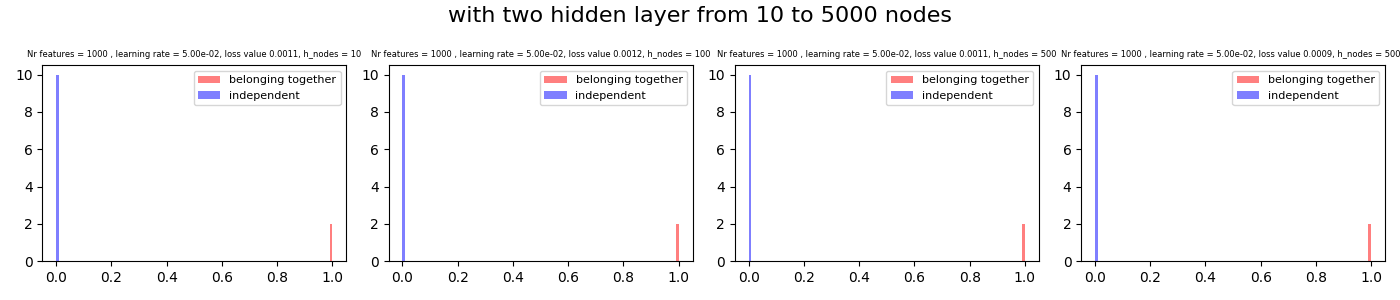 with two hidden layer from 10 to 5000 nodes
Nr features = 1000 , learning rate = 5.00e-02, loss value 0.0011, h_nodes = 10
Nr features = 1000 , learning rate = 5.00e-02, loss value 0.0012, h_nodes = 100
Nr features = 1000 , learning rate = 5.00e-02, loss value 0.0011, h_nodes = 500
Nr features = 1000 , learning rate = 5.00e-02, loss value 0.0009, h_nodes = 500
10
8
6
4
2
0
belonging together
independent
0.0 0.2 0.4 0.6 0.8 1.0
10
8
6
4
2
0
belonging together
independent
0.0 0.2 0.4 0.6 0.8 1.0
10
8
6
4
2
0
belonging together
independent
0.0 0.2 0.4 0.6 0.8 1.0
10
8
6
4
2
0
belonging together
independent
0.0 0.2 0.4 0.6 0.8 1.0